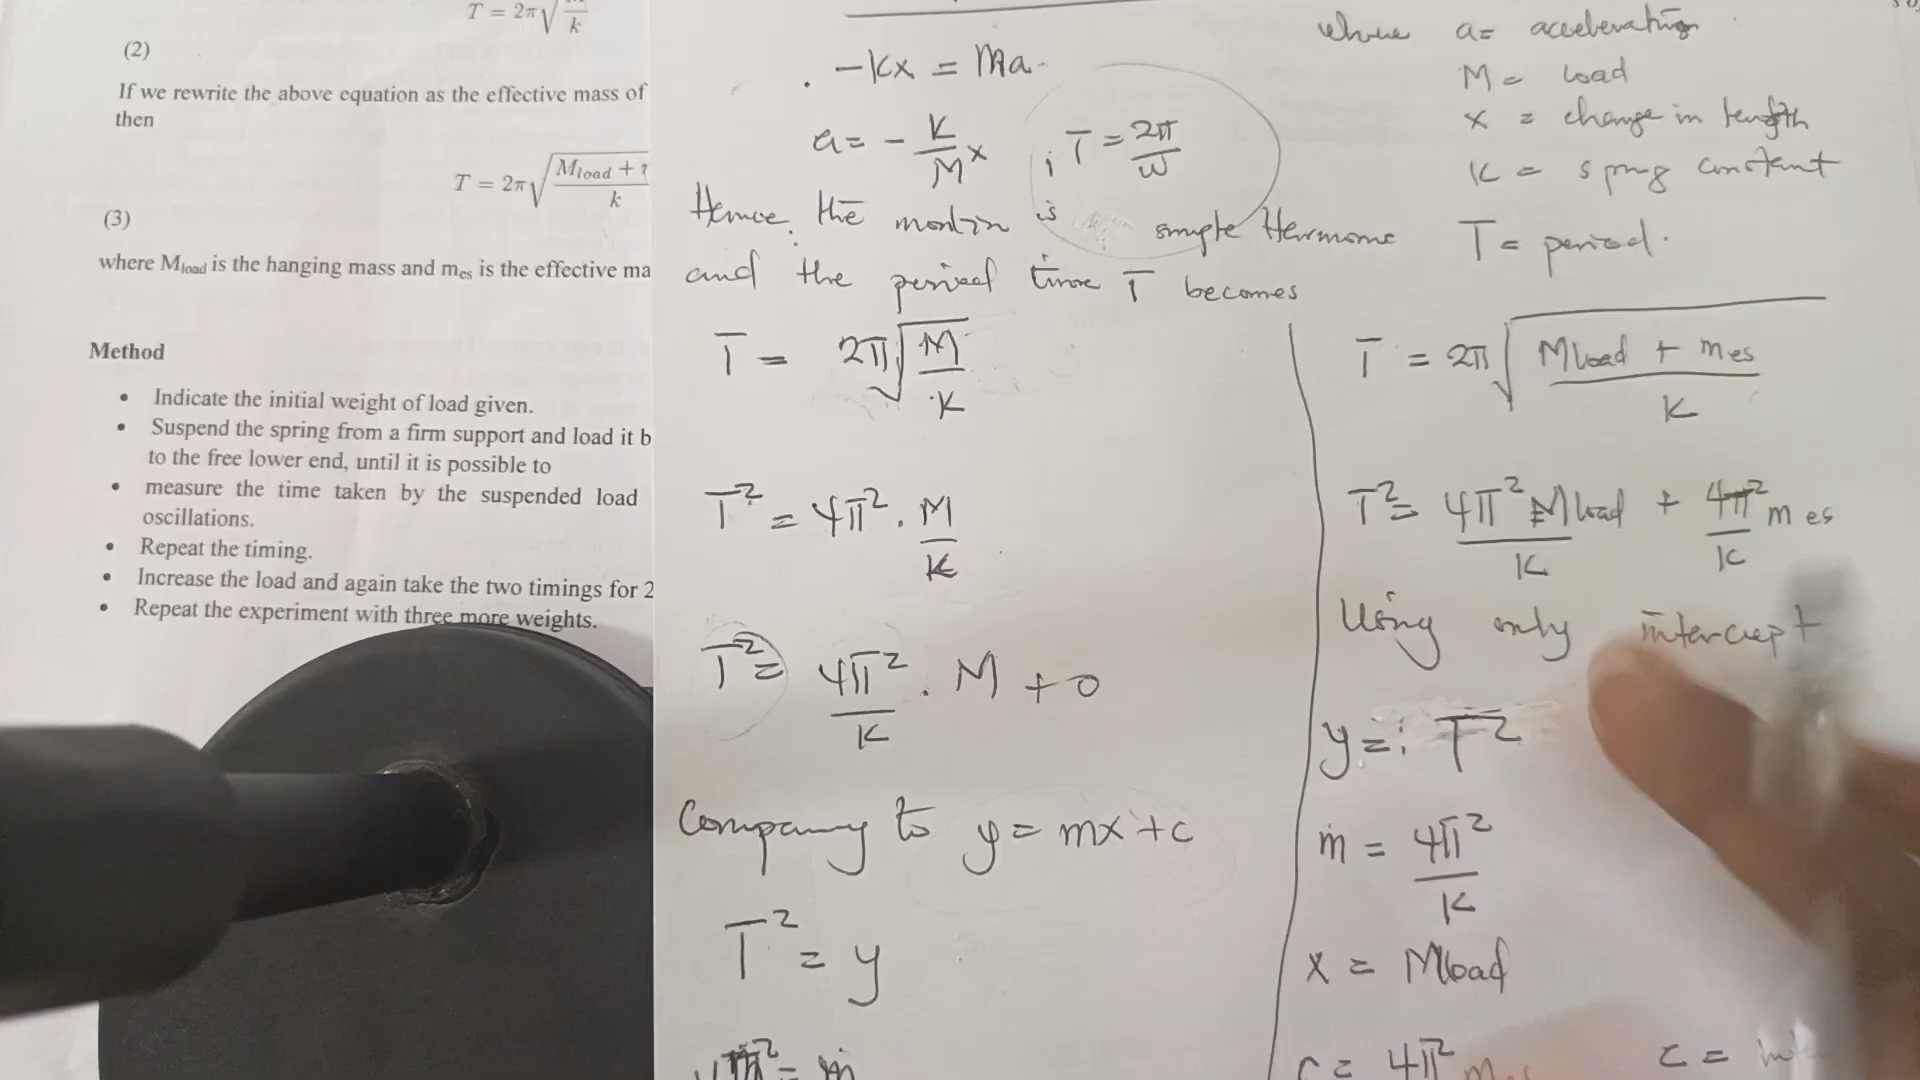 T = 2π√ k
(2)
If we rewrite the above equation as the effective mass of
then
T = 2π√ Mload + k
(3)
where Mload is the hanging mass and mes is the effective ma
Method
• Indicate the initial weight of load given.
• Suspend the spring from a firm support and load it b
to the free lower end, until it is possible to
• measure the time taken by the suspended load
oscillations.
• Repeat the timing.
• Increase the load and again take the two timings for 2
• Repeat the experiment with three more weights.
-kx = Ma
a = - K/M x ; T = 2π/ω
Hence the motion is simple Harmonic
and the period time T becomes
T = 2π√M/K
T² = 4π² . M/K
T² = 4π²/K . M + 0
Comparing to y = mx + c
T² = y
π² = m
where a = acceleration
M = load
x = change in length
K = spring constant
T = period.
T = 2π√(Mload + mes)/K
T² = 4π² Mload/K + 4π²/K mes
Using only intercept
y = T²
m = 4π²/K
x = Mload
c = 4π² c =